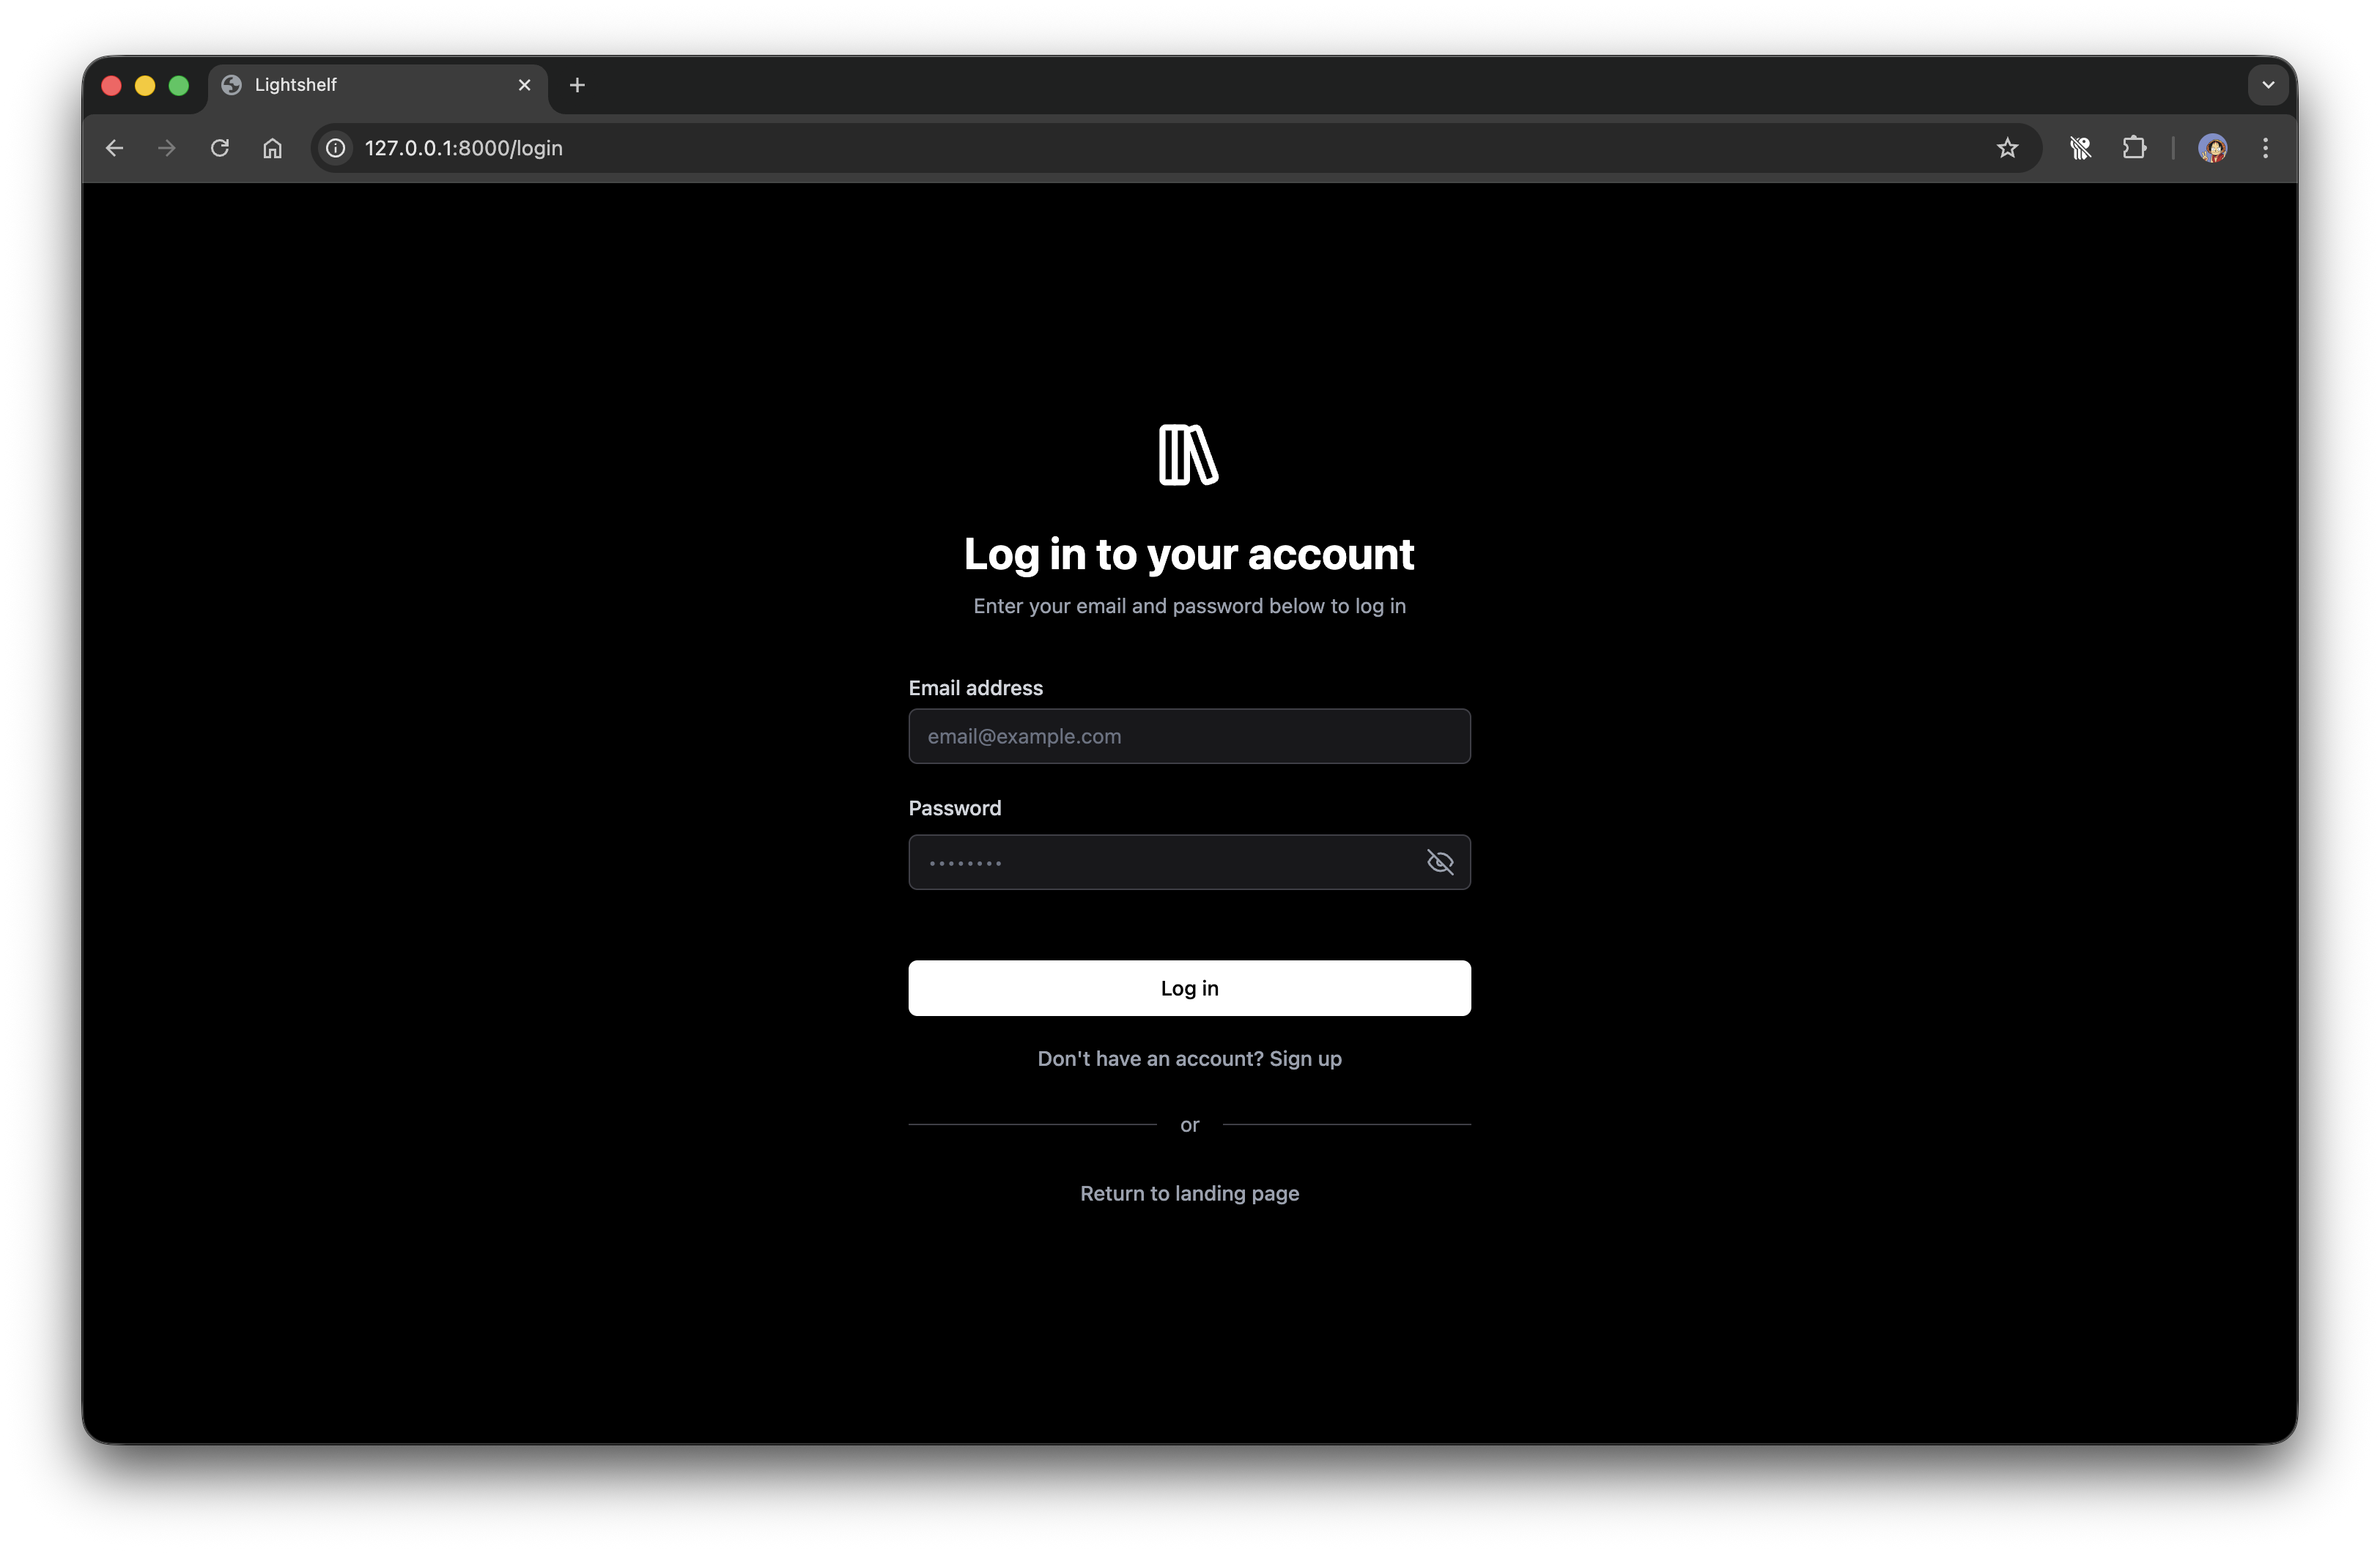 Lightshelf
127.0.0.1:8000/login
Log in to your account
Enter your email and password below to log in
Email address
email@example.com
Password
••••••••
Log in
Don't have an account? Sign up
or
Return to landing page